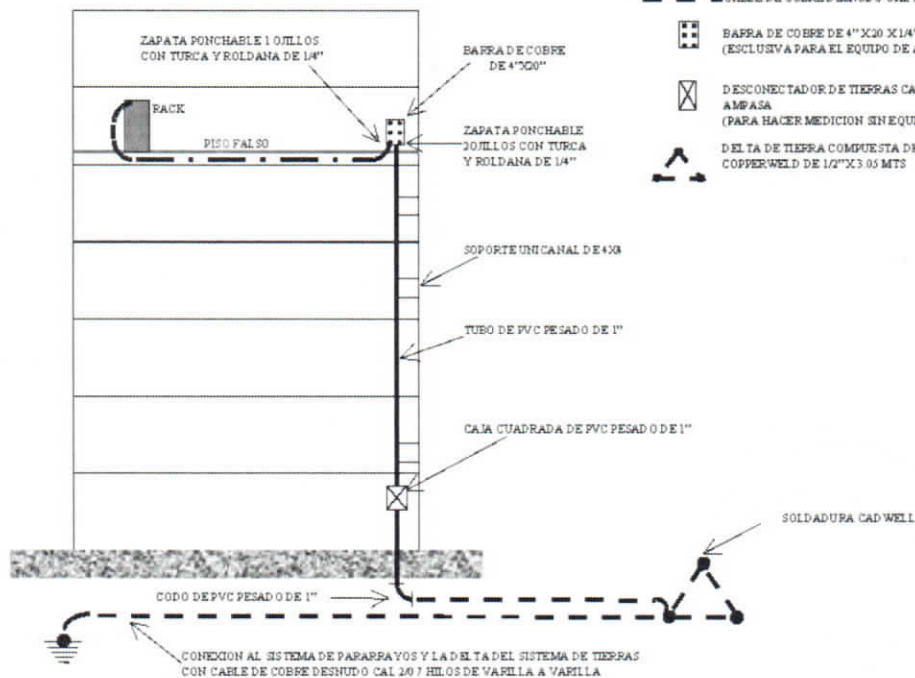 BARRA DE COBRE DE 4" X 20 X 1/4"
(ESCLUSIVA PARA EL EQUIPO DE
DESCONECTADOR DE TIERRAS
AMPASA
(PARA HACER MEDICION SIN
DELTA DE TIERRA COMPUESTA DE
COPPERWELD DE 1/2" X 3.05 MTS
ZAPATA PONCHABLE 1 OJILLOS
CON TURCA Y ROLDANA DE 1/4"
BARRA DE COBRE
DE 4"X20"
RACK
PISO FALSO
ZAPATA PONCHABLE
2OJILLOS CON TURCA
Y ROLDANA DE 1/4"
SOPORTE UNICANAL DE 4X8
TUBO DE PVC PESADO DE 1"
CAJA CUADRADA DE PVC PESADO DE 1"
SOLDADURA CADWELL
CODO DE PVC PESADO DE 1"
CONEXION AL SISTEMA DE PARARRAYOS Y LA DELTA DEL SISTEMA DE TIERRAS
CON CABLE DE COBRE DESNUDO CAL 2/0 7 HILOS DE VARILLA A VARILLA